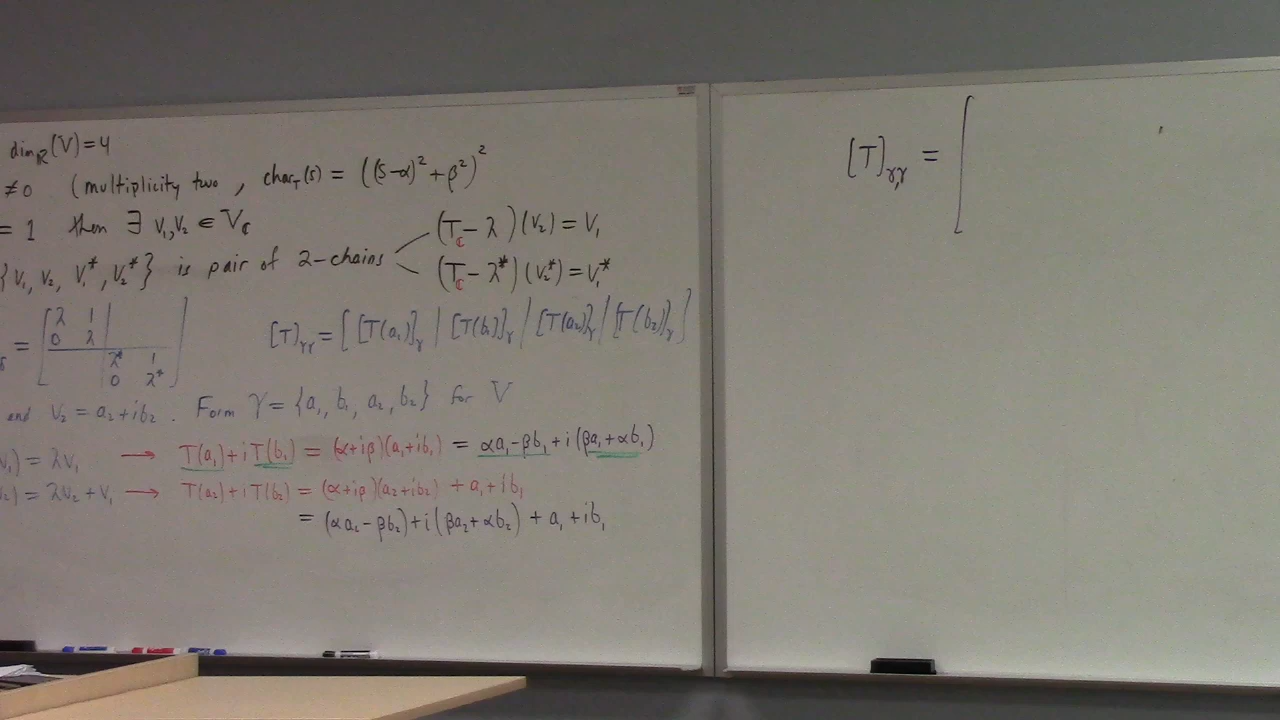 dim_ℝ(V) = 4
≠ 0 (multiplicity two, char_T(s) = ((s-α)² + β²)²
= 1 then ∃ v₁, v₂ ∈ V_ℂ
{v₁, v₂, v₁*, v₂*} is pair of 2-chains
(T_ℂ - λ)(v₂) = v₁
(T_ℂ - λ*)(v₂*) = v₁*
= [ λ 1
0 λ
λ* 1
0 λ* ]
[T]_γγ = [ [T(a₁)]_γ | [T(b₁)]_γ | [T(a₂)]_γ | [T(b₂)]_γ ]
and v₂ = a₂ + ib₂. Form γ = {a₁, b₁, a₂, b₂} for V
v₁) = λv₁ → T(a₁) + iT(b₁) = (α+iβ)(a₁+ib₁) = αa₁ - βb₁ + i(βa₁ + αb₁)
v₂) = λv₂ + v₁ → T(a₂) + iT(b₂) = (α+iβ)(a₂+ib₂) + a₁ + ib₁
= (αa₂ - βb₂) + i(βa₂ + αb₂) + a₁ + ib₁
[T]_γ,γ = [